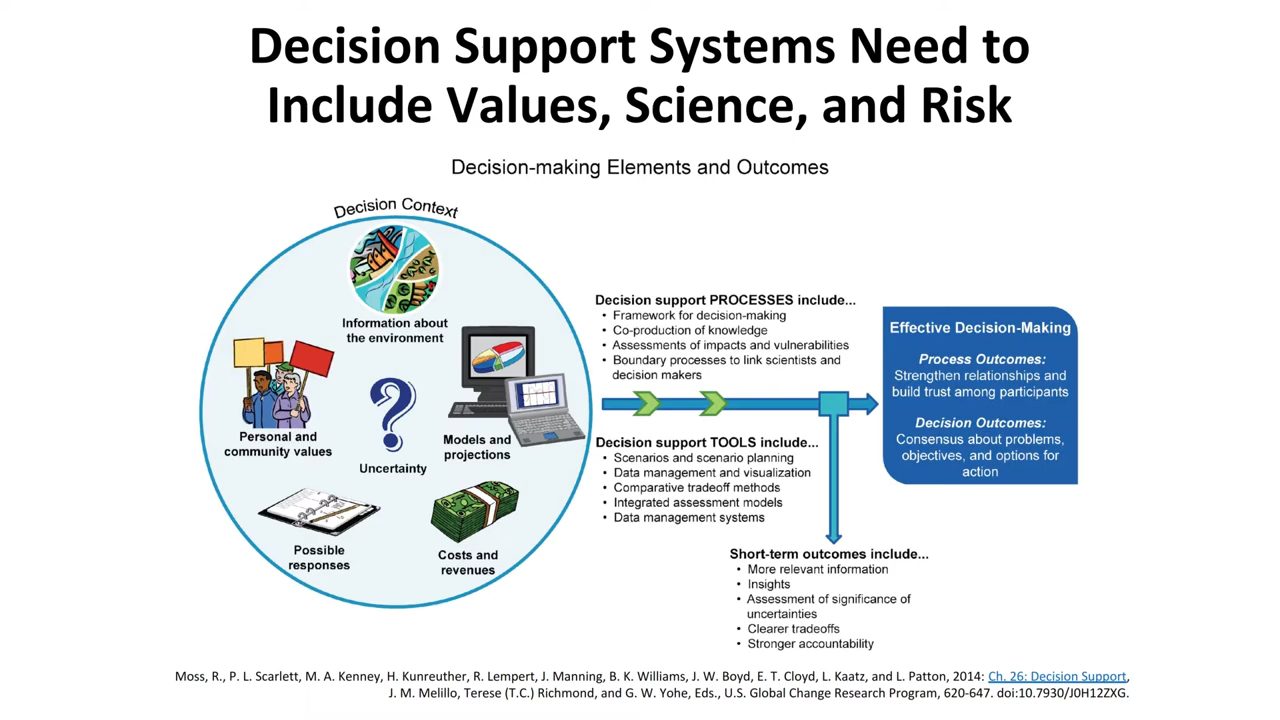 Decision Support Systems Need to
Include Values, Science, and Risk
Decision-making Elements and Outcomes
Decision Context
Information about
the environment
Personal and
community values
Uncertainty
Models and
projections
Possible
responses
Costs and
revenues
Decision support PROCESSES include...
• Framework for decision-making
• Co-production of knowledge
• Assessments of impacts and vulnerabilities
• Boundary processes to link scientists and
decision makers
Decision support TOOLS include...
• Scenarios and scenario planning
• Data management and visualization
• Comparative tradeoff methods
• Integrated assessment models
• Data management systems
Effective Decision-Making
Process Outcomes:
Strengthen relationships and
build trust among participants
Decision Outcomes:
Consensus about problems,
objectives, and options for
action
Short-term outcomes include...
• More relevant information
• Insights
• Assessment of significance of
uncertainties
• Clearer tradeoffs
• Stronger accountability
Moss, R., P. L. Scarlett, M. A. Kenney, H. Kunreuther, R. Lempert, J. Manning, B. K. Williams, J. W. Boyd, E. T. Cloyd, L. Kaatz, and L. Patton, 2014: Ch. 26: Decision Support,
J. M. Melillo, Terese (T.C.) Richmond, and G. W. Yohe, Eds., U.S. Global Change Research Program, 620-647. doi:10.7930/J0H12ZXG.